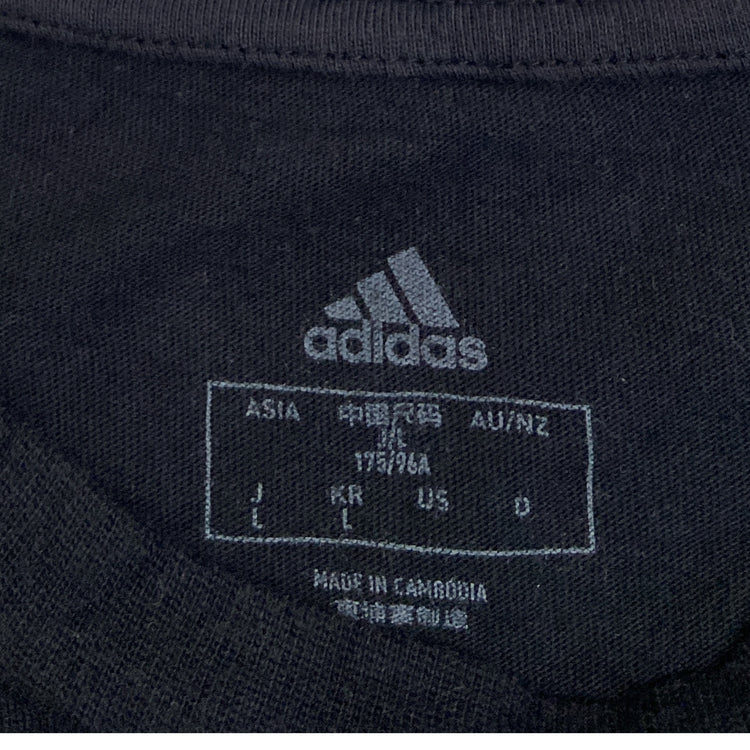 adidas
ASIA 中国尺码 AU/NZ
J/L
175/96A
J KR US D
L L
MADE IN CAMBODIA
柬埔寨制造